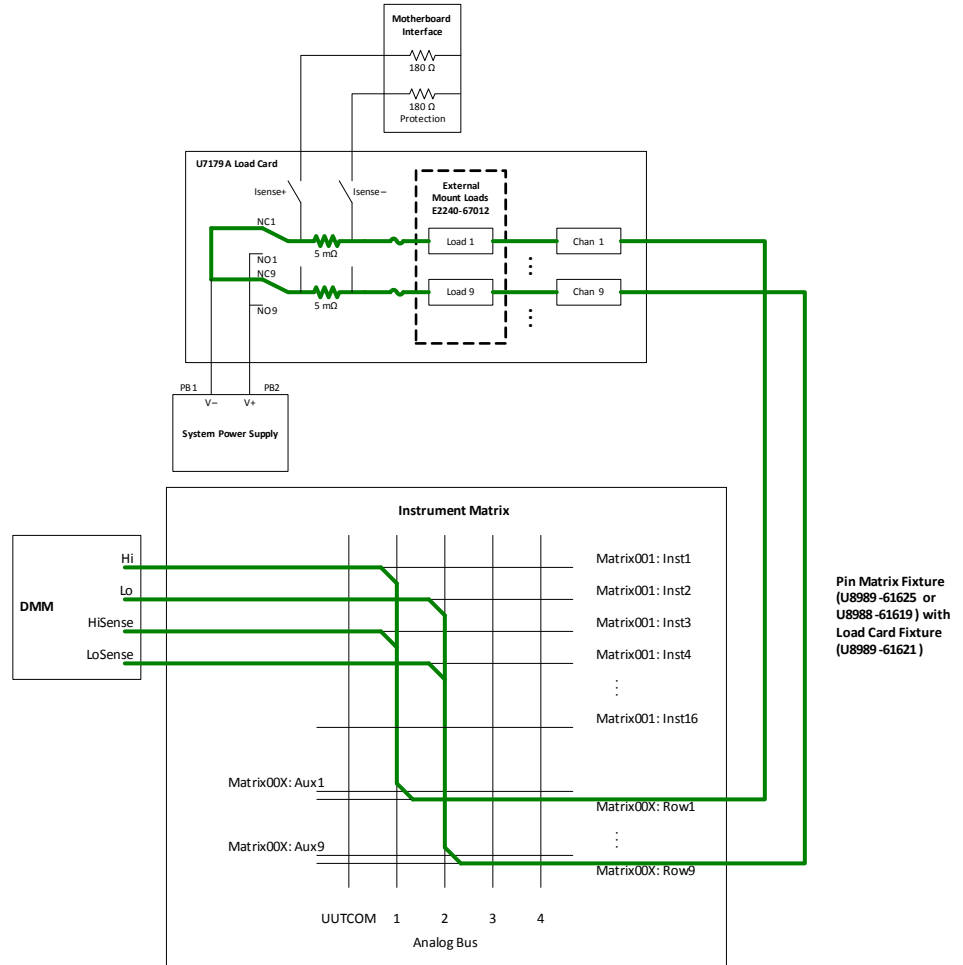 Motherboard
Interface
180 Ω
180 Ω
Protection
U7179A Load Card
Isense+
Isense–
External
Mount Loads
E2240-67012
NC1
5 mΩ
Load 1
Chan 1
NO1
NC9
5 mΩ
Load 9
Chan 9
NO9
PB1
PB2
V–
V+
System Power Supply
Instrument Matrix
DMM
Hi
Lo
HiSense
LoSense
Matrix001: Inst1
Matrix001: Inst2
Matrix001: Inst3
Matrix001: Inst4
Matrix001: Inst16
Pin Matrix Fixture
(U8989-61625 or
U8988-61619) with
Load Card Fixture
(U8989-61621)
Matrix00X: Aux1
Matrix00X: Row1
Matrix00X: Aux9
Matrix00X: Row9
UUTCOM 1 2 3 4
Analog Bus